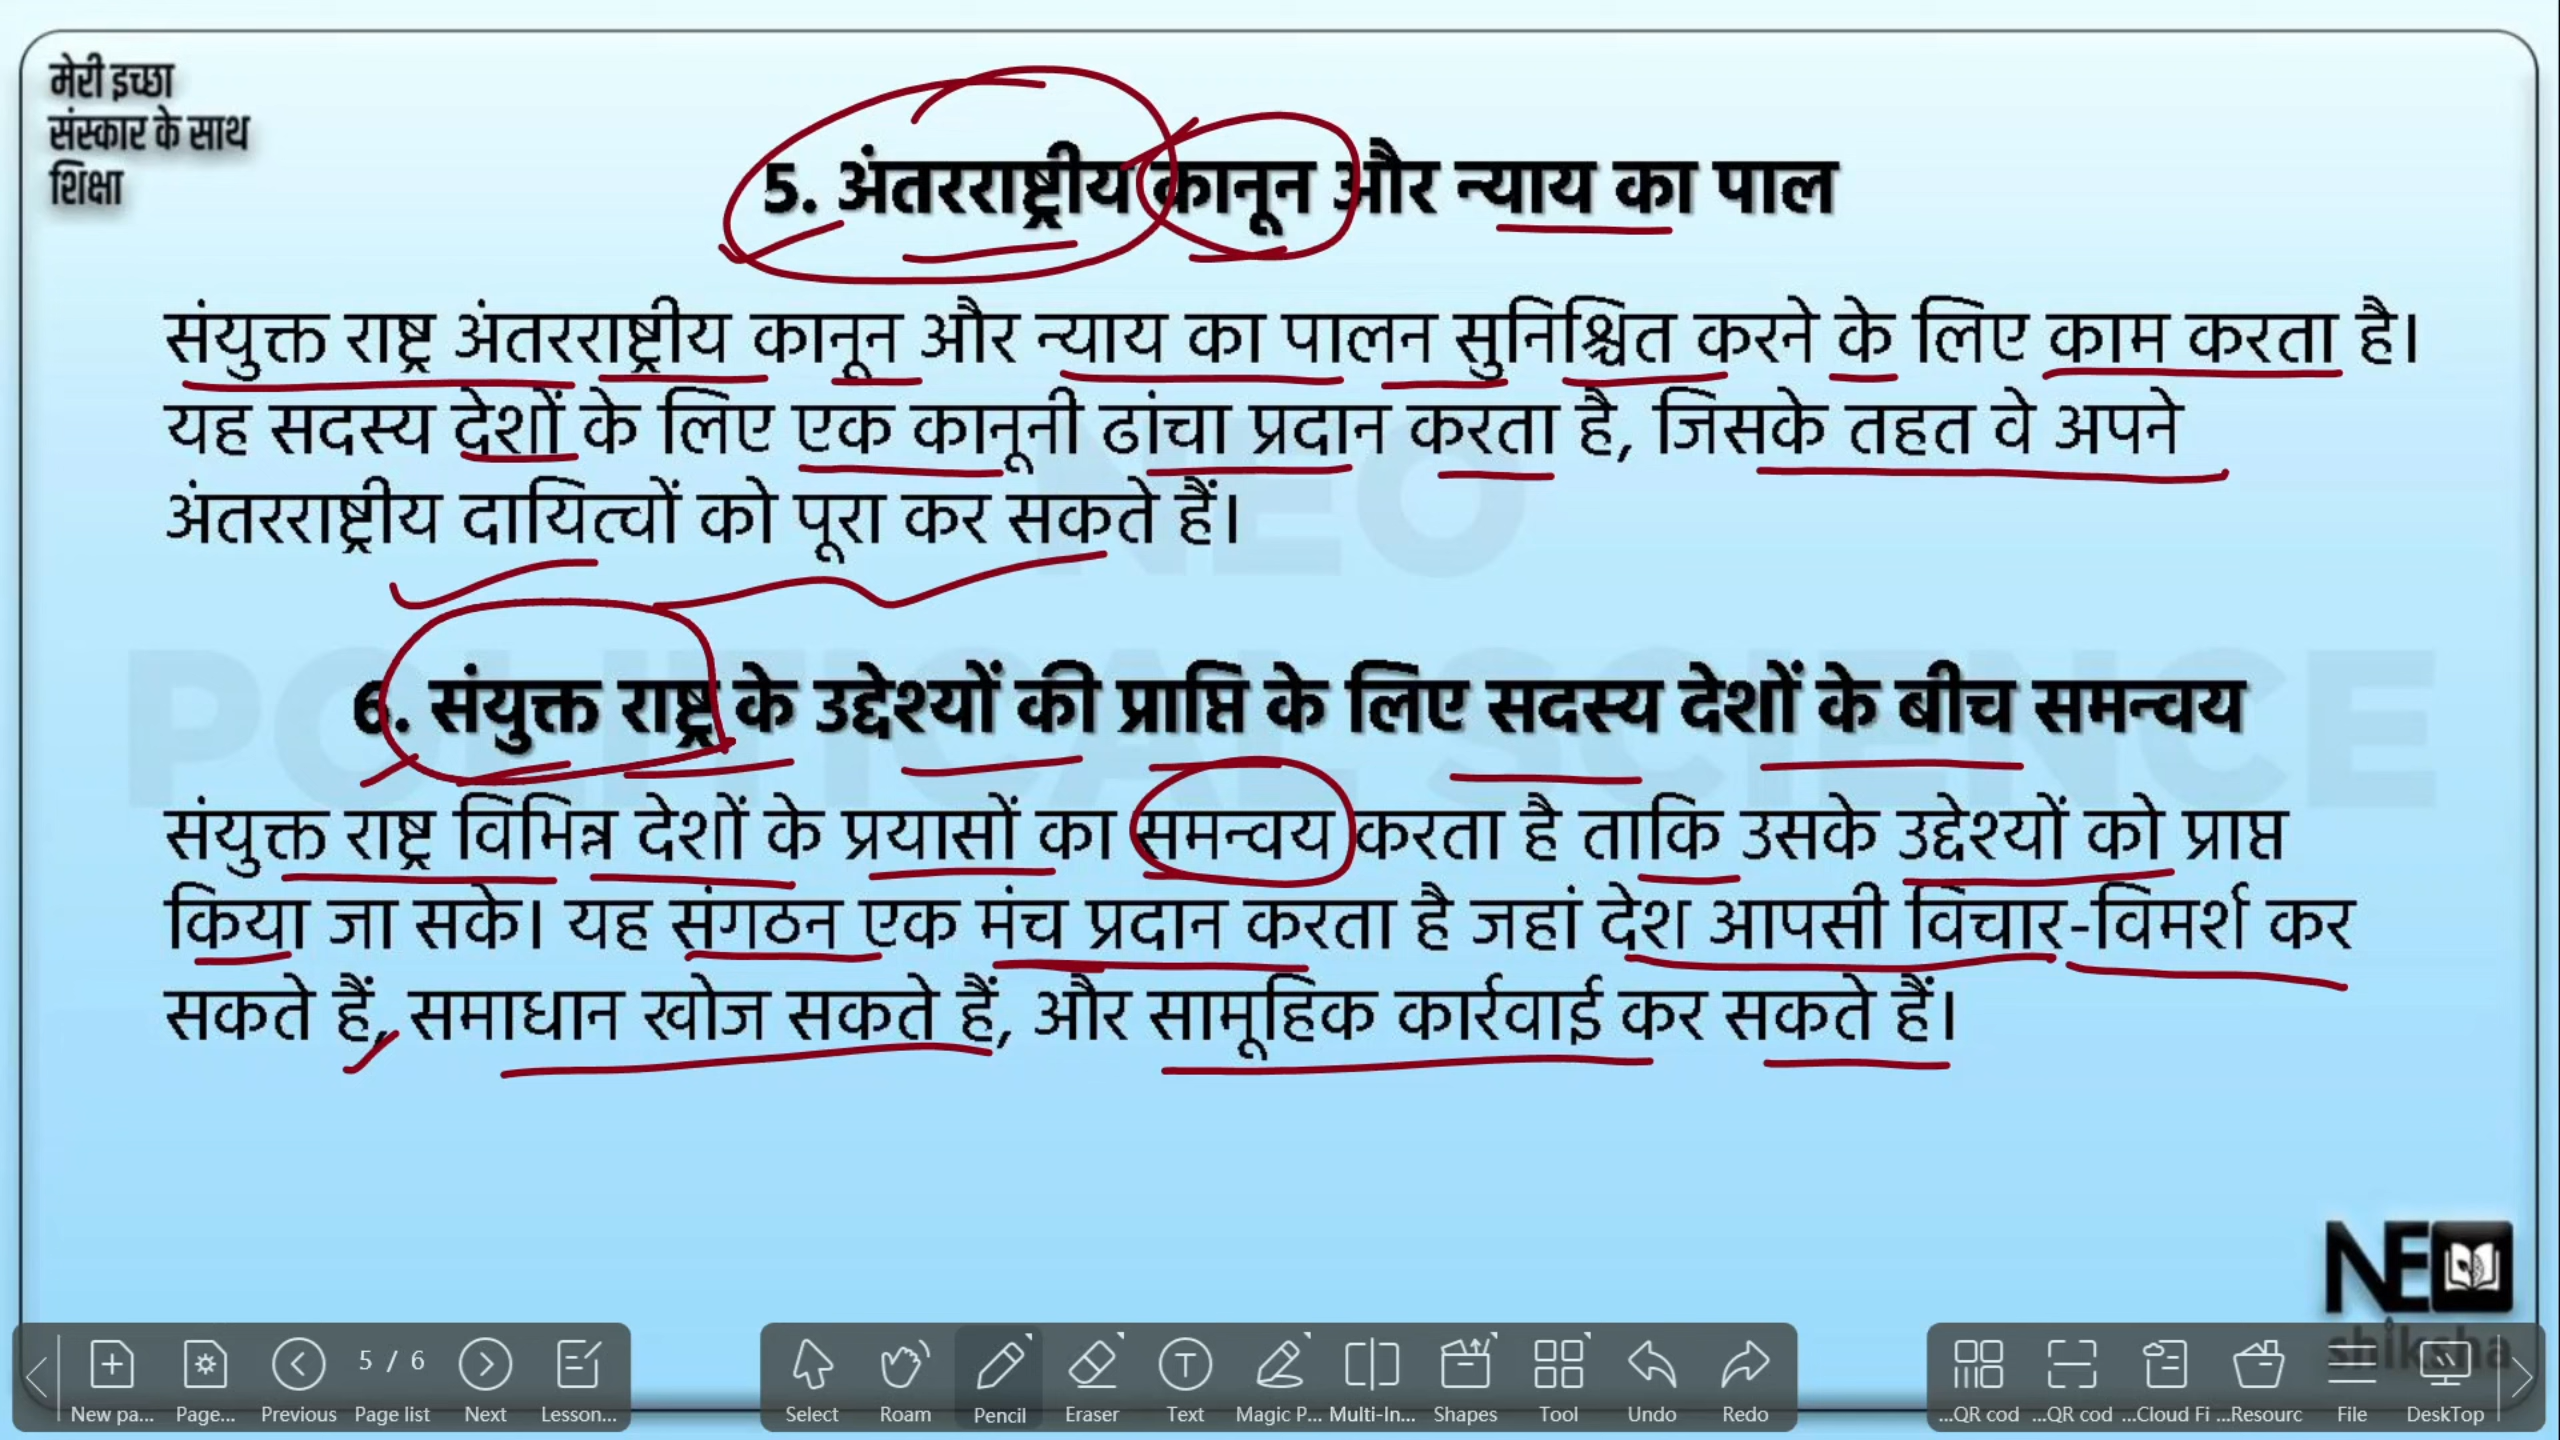 मेरी इच्छा
संस्कार के साथ
शिक्षा
5. अंतरराष्ट्रीय कानून और न्याय का पाल
संयुक्त राष्ट्र अंतरराष्ट्रीय कानून और न्याय का पालन सुनिश्चित करने के लिए काम करता है।
यह सदस्य देशों के लिए एक कानूनी ढांचा प्रदान करता है, जिसके तहत वे अपने
अंतरराष्ट्रीय दायित्वों को पूरा कर सकते हैं।
NEO
POLITICAL SCIENCE
6. संयुक्त राष्ट्र के उद्देश्यों की प्राप्ति के लिए सदस्य देशों के बीच समन्वय
संयुक्त राष्ट्र विभिन्न देशों के प्रयासों का समन्वय करता है ताकि उसके उद्देश्यों को प्राप्त
किया जा सके। यह संगठन एक मंच प्रदान करता है जहां देश आपसी विचार-विमर्श कर
सकते हैं, समाधान खोज सकते हैं, और सामूहिक कार्रवाई कर सकते हैं।
NEO
shiksha
5 / 6
New pa... Page... Previous Page list Next Lesson... Select Roam Pencil Eraser Text Magic P... Multi-In... Shapes Tool Undo Redo ...QR cod ...QR cod ...Cloud Fi ...Resourc File DeskTop